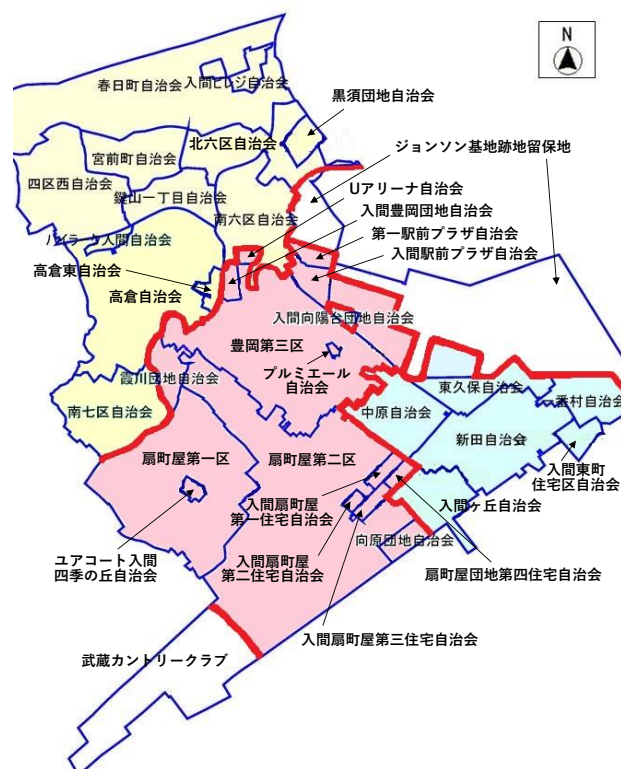 N
春日町自治会
入間ビレジ自治会
黒須団地自治会
北六区自治会
ジョンソン基地跡地留保地
宮前町自治会
四区西自治会
鍵山一丁目自治会
Uアリーナ自治会
南六区自治会
入間豊岡団地自治会
第一駅前プラザ自治会
ハイラーク入間自治会
入間駅前プラザ自治会
高倉東自治会
高倉自治会
入間向陽台団地自治会
豊岡第三区
プルミエール
自治会
霞川団地自治会
東久保自治会
一番村自治会
南七区自治会
中原自治会
新田自治会
扇町屋第一区
扇町屋第二区
入間東町
住宅区自治会
入間扇町屋
第一住宅自治会
入間ヶ丘自治会
ユアコート入間
四季の丘自治会
入間扇町屋
第二住宅自治会
向原団地自治会
扇町屋団地第四住宅自治会
入間扇町屋第三住宅自治会
武蔵カントリークラブ